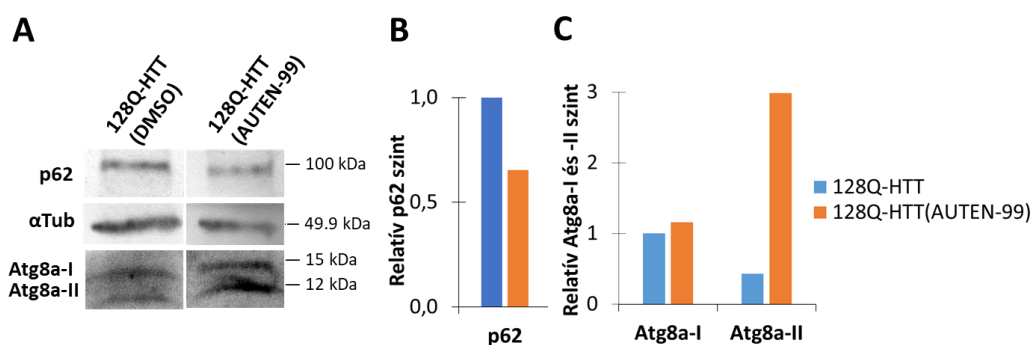 A
128Q-HTT
(DMSO)
128Q-HTT
(AUTEN-99)
p62
100 kDa
αTub
49.9 kDa
Atg8a-I
15 kDa
Atg8a-II
12 kDa
B
Relatív p62 szint
1,0
0,5
0,0
p62
C
Relatív Atg8a-I és -II szint
3
2
1
0
Atg8a-I
Atg8a-II
128Q-HTT
128Q-HTT(AUTEN-99)